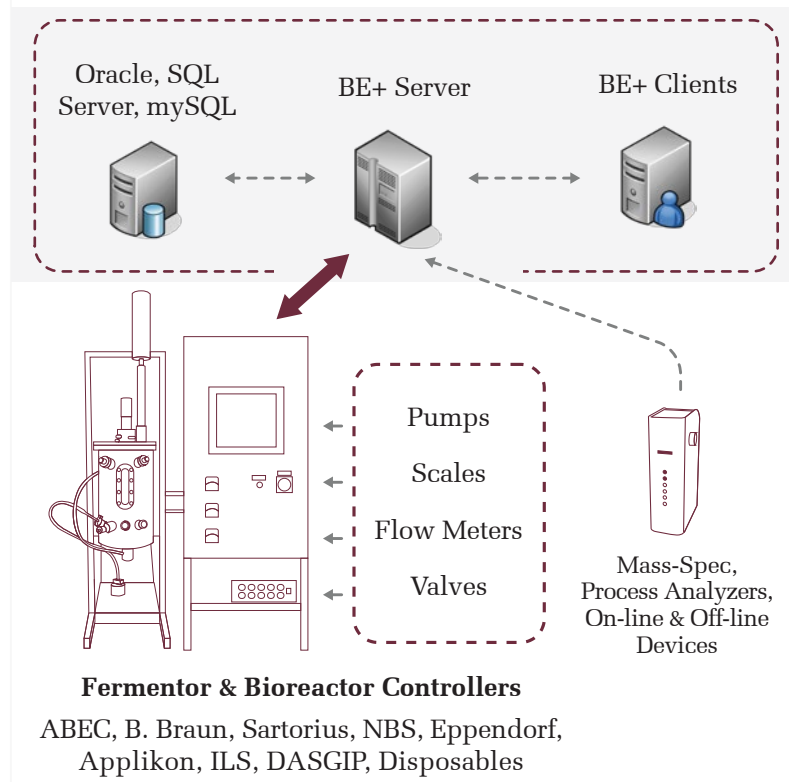 Oracle, SQL
Server, mySQL
BE+ Server
BE+ Clients
Pumps
Scales
Flow Meters
Valves
Mass-Spec,
Process Analyzers,
On-line & Off-line
Devices
Fermentor & Bioreactor Controllers
ABEC, B. Braun, Sartorius, NBS, Eppendorf,
Applikon, ILS, DASGIP, Disposables